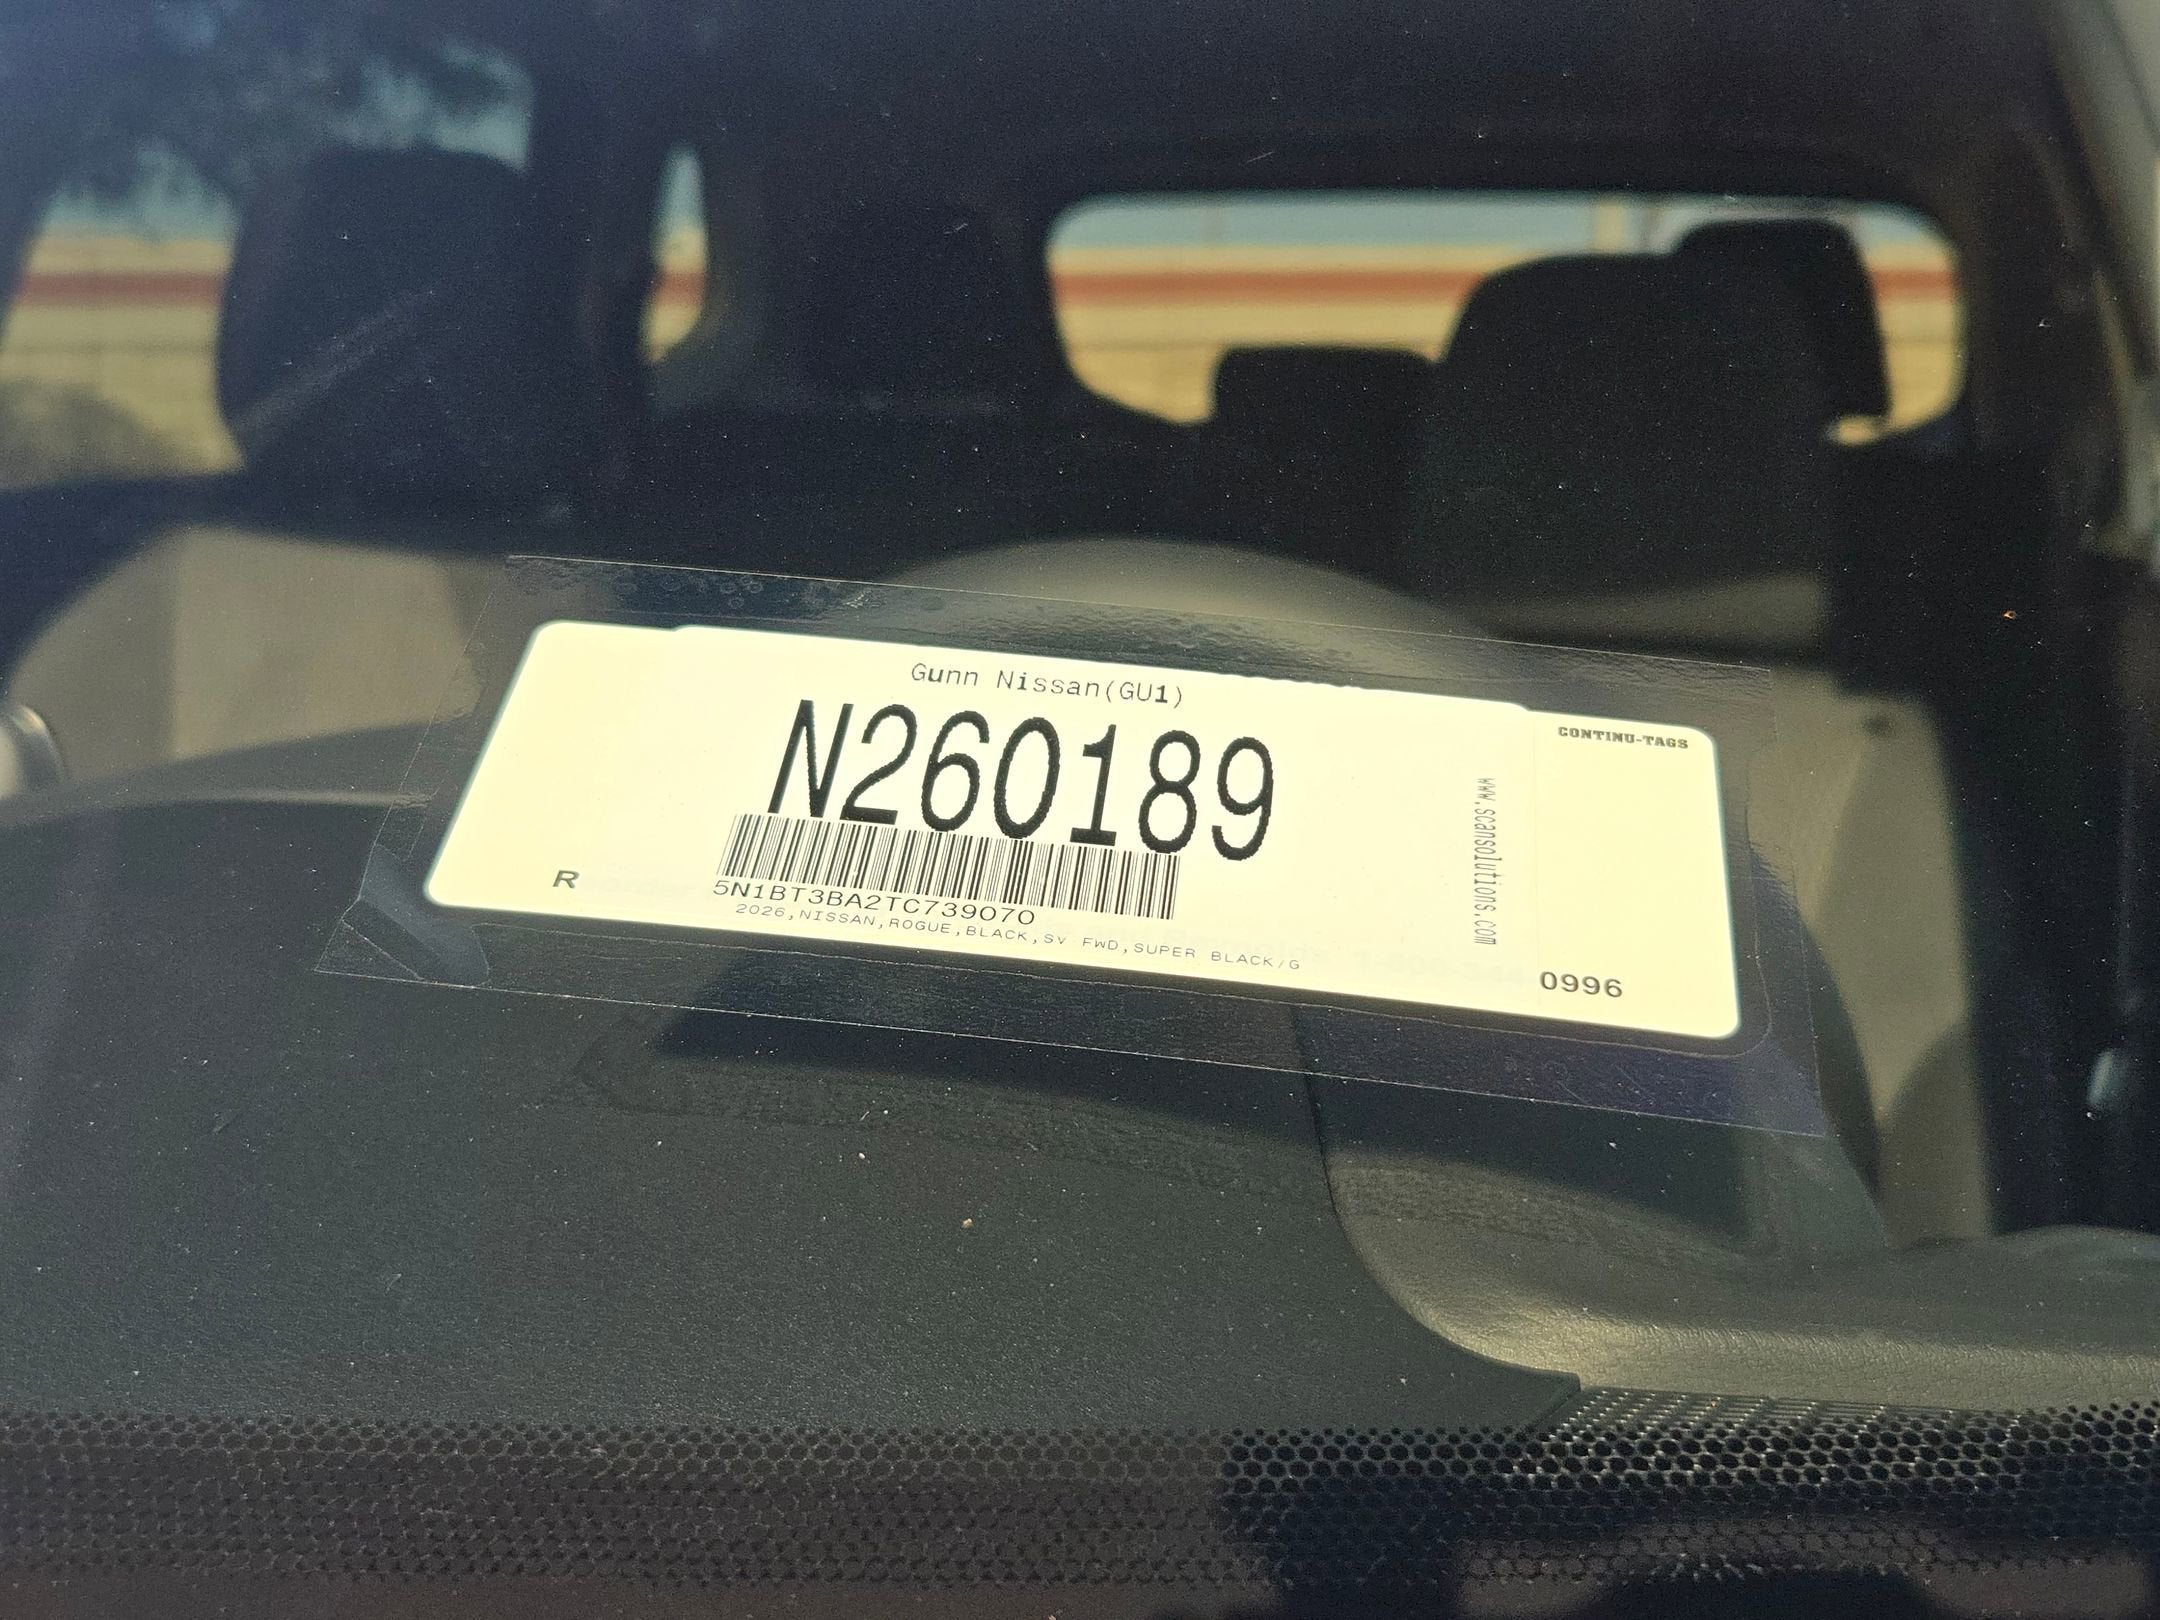 Gunn Nissan(GU1)
N260189
CONTINU-TAGS
www.scansolutions.com
R
5N1BT3BA2TC739070
2026,NISSAN,ROGUE,BLACK,SV FWD,SUPER BLACK/G
0996